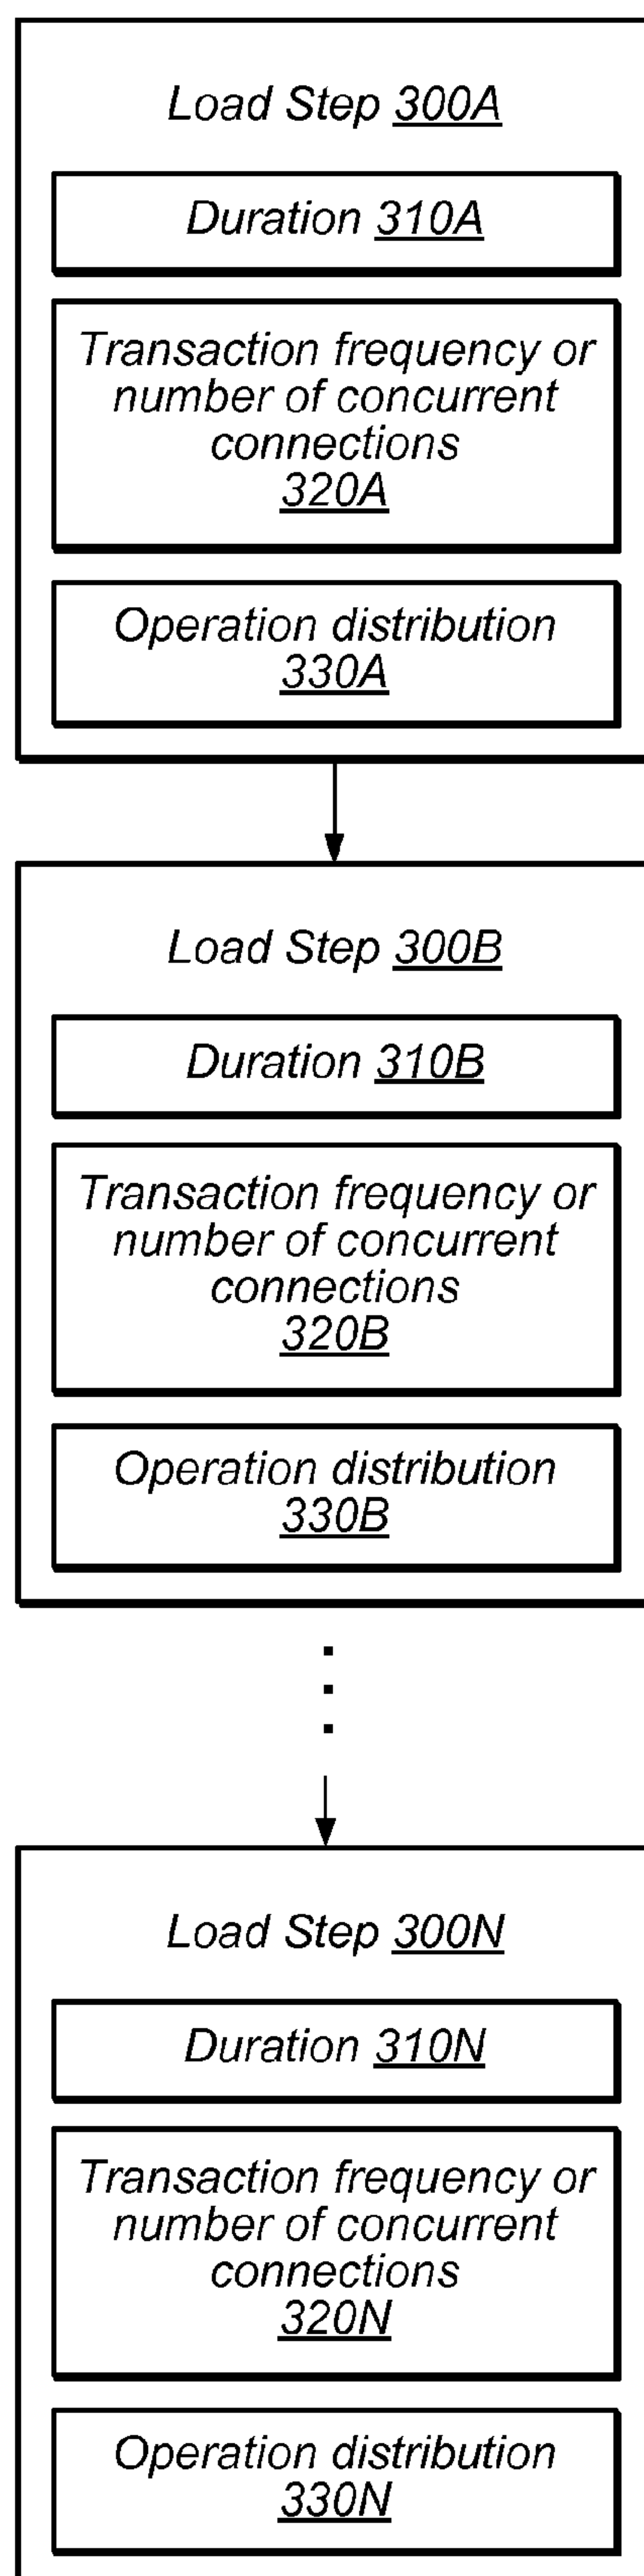 Load Step 300A
Duration 310A
Transaction frequency or
number of concurrent
connections
320A
Operation distribution
330A
Load Step 300B
Duration 310B
Transaction frequency or
number of concurrent
connections
320B
Operation distribution
330B
Load Step 300N
Duration 310N
Transaction frequency or
number of concurrent
connections
320N
Operation distribution
330N